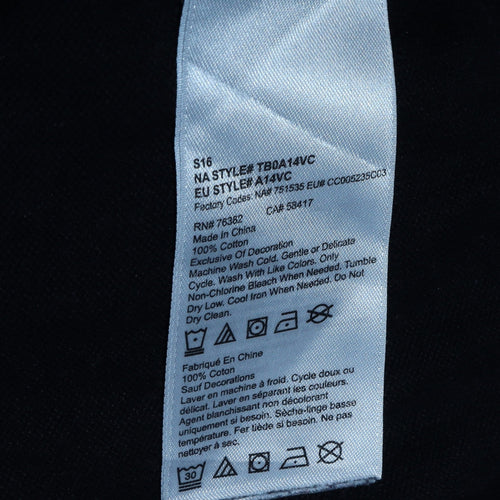 S16
NA STYLE# TB0A14VC
EU STYLE# A14VC
Factory Codes: NA# 751535 EU# CC005235C03
RN# 76382 CA# 58417
Made In China
100% Cotton
Exclusive Of Decoration
Machine Wash Cold. Gentle or Delicate
Cycle. Wash With Like Colors. Only
Non-Chlorine Bleach When Needed. Tumble
Dry Low. Cool Iron When Needed. Do Not
Dry Clean.
Fabriqué En Chine
100% Coton
Sauf Decorations
Laver en machine à froid. Cycle doux ou
délicat. Laver en séparant les couleurs.
Agent blanchissant non décolorant
uniquement si besoin. Sèche-linge basse
température. Fer tiède si besoin. Ne pas
nettoyer à sec.
30